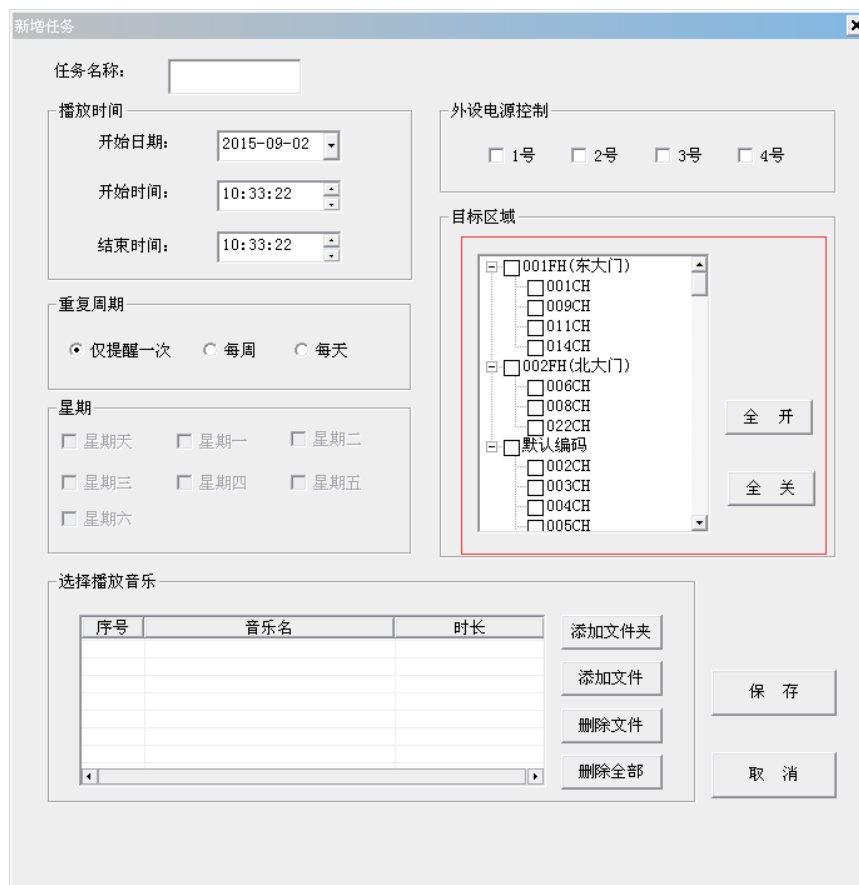 新增任务
任务名称:
播放时间
开始日期: 2015-09-02
开始时间: 10:33:22
结束时间: 10:33:22
外设电源控制
1号 2号 3号 4号
重复周期
仅提醒一次 每周 每天
星期
星期天 星期一 星期二
星期三 星期四 星期五
星期六
目标区域
001FH(东大门)
001CH
009CH
011CH
014CH
002FH(北大门)
006CH
008CH
022CH
默认编码
002CH
003CH
004CH
005CH
全 开
全 关
选择播放音乐
序号 音乐名 时长
添加文件夹
添加文件
删除文件
删除全部
保 存
取 消